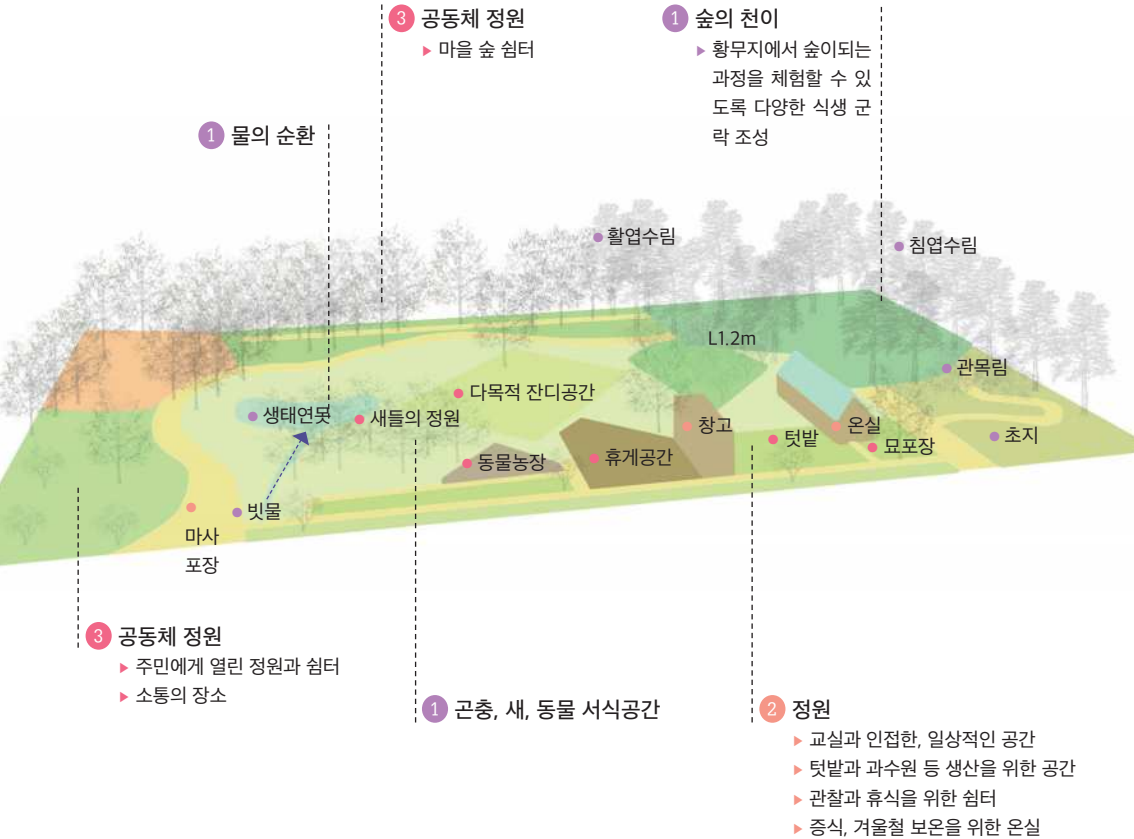 3 공동체 정원
▸ 마을 숲 쉼터
1 숲의 천이
▸ 황무지에서 숲이되는
과정을 체험할 수 있
도록 다양한 식생 군
락 조성
1 물의 순환
활엽수림
침엽수림
L1.2m
관목림
다목적 잔디공간
생태연못
새들의 정원
창고
온실
초지
텃밭
묘포장
동물농장
휴게공간
빗물
마사
포장
3 공동체 정원
▸ 주민에게 열린 정원과 쉼터
▸ 소통의 장소
1 곤충, 새, 동물 서식공간
2 정원
▸ 교실과 인접한, 일상적인 공간
▸ 텃밭과 과수원 등 생산을 위한 공간
▸ 관찰과 휴식을 위한 쉼터
▸ 증식, 겨울철 보온을 위한 온실